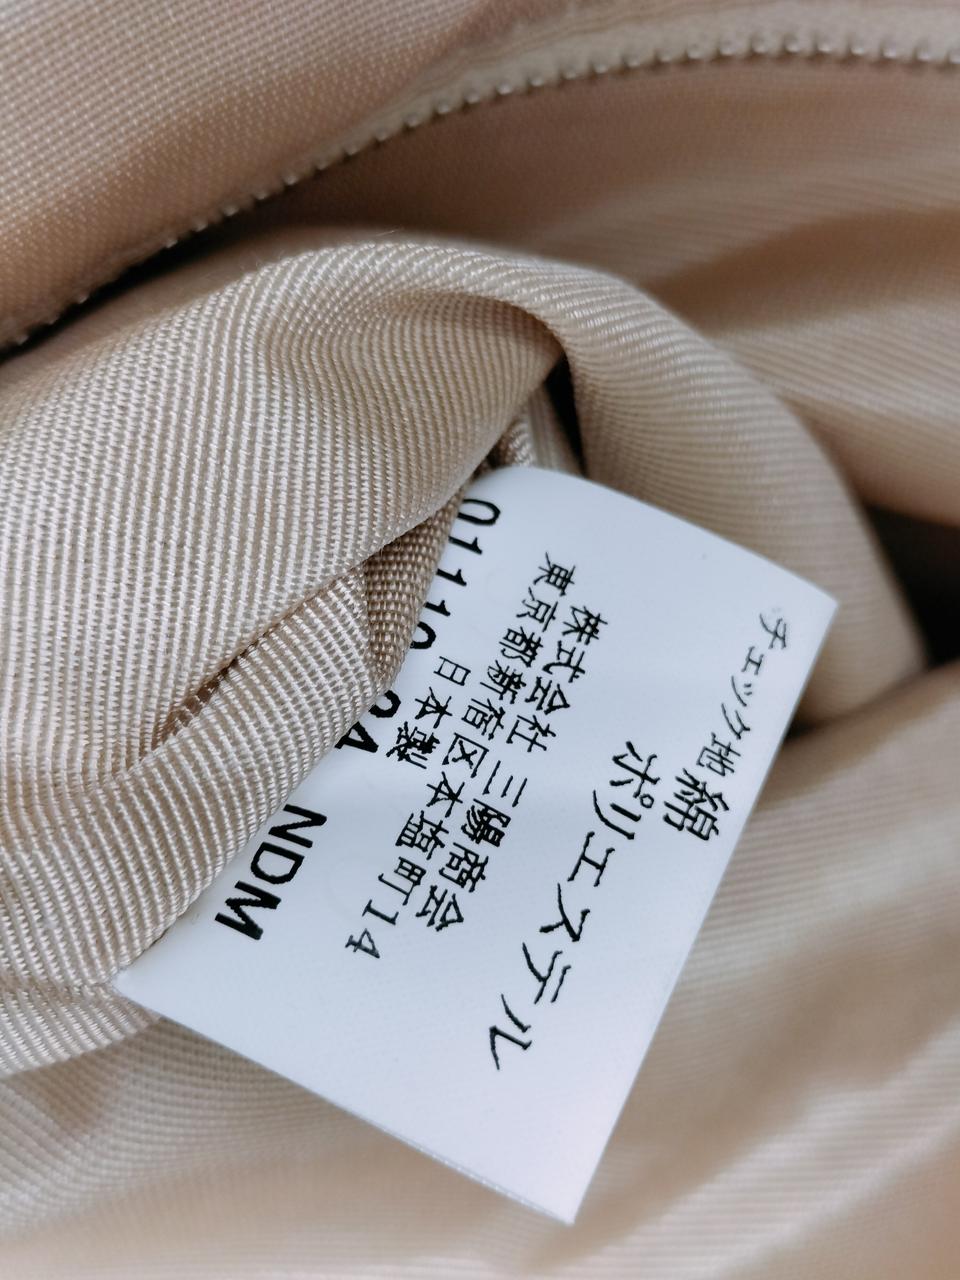 チェック地綿
ポリエステル
株式会社 三陽商会
東京都新宿区本塩町14
日本製
NDM